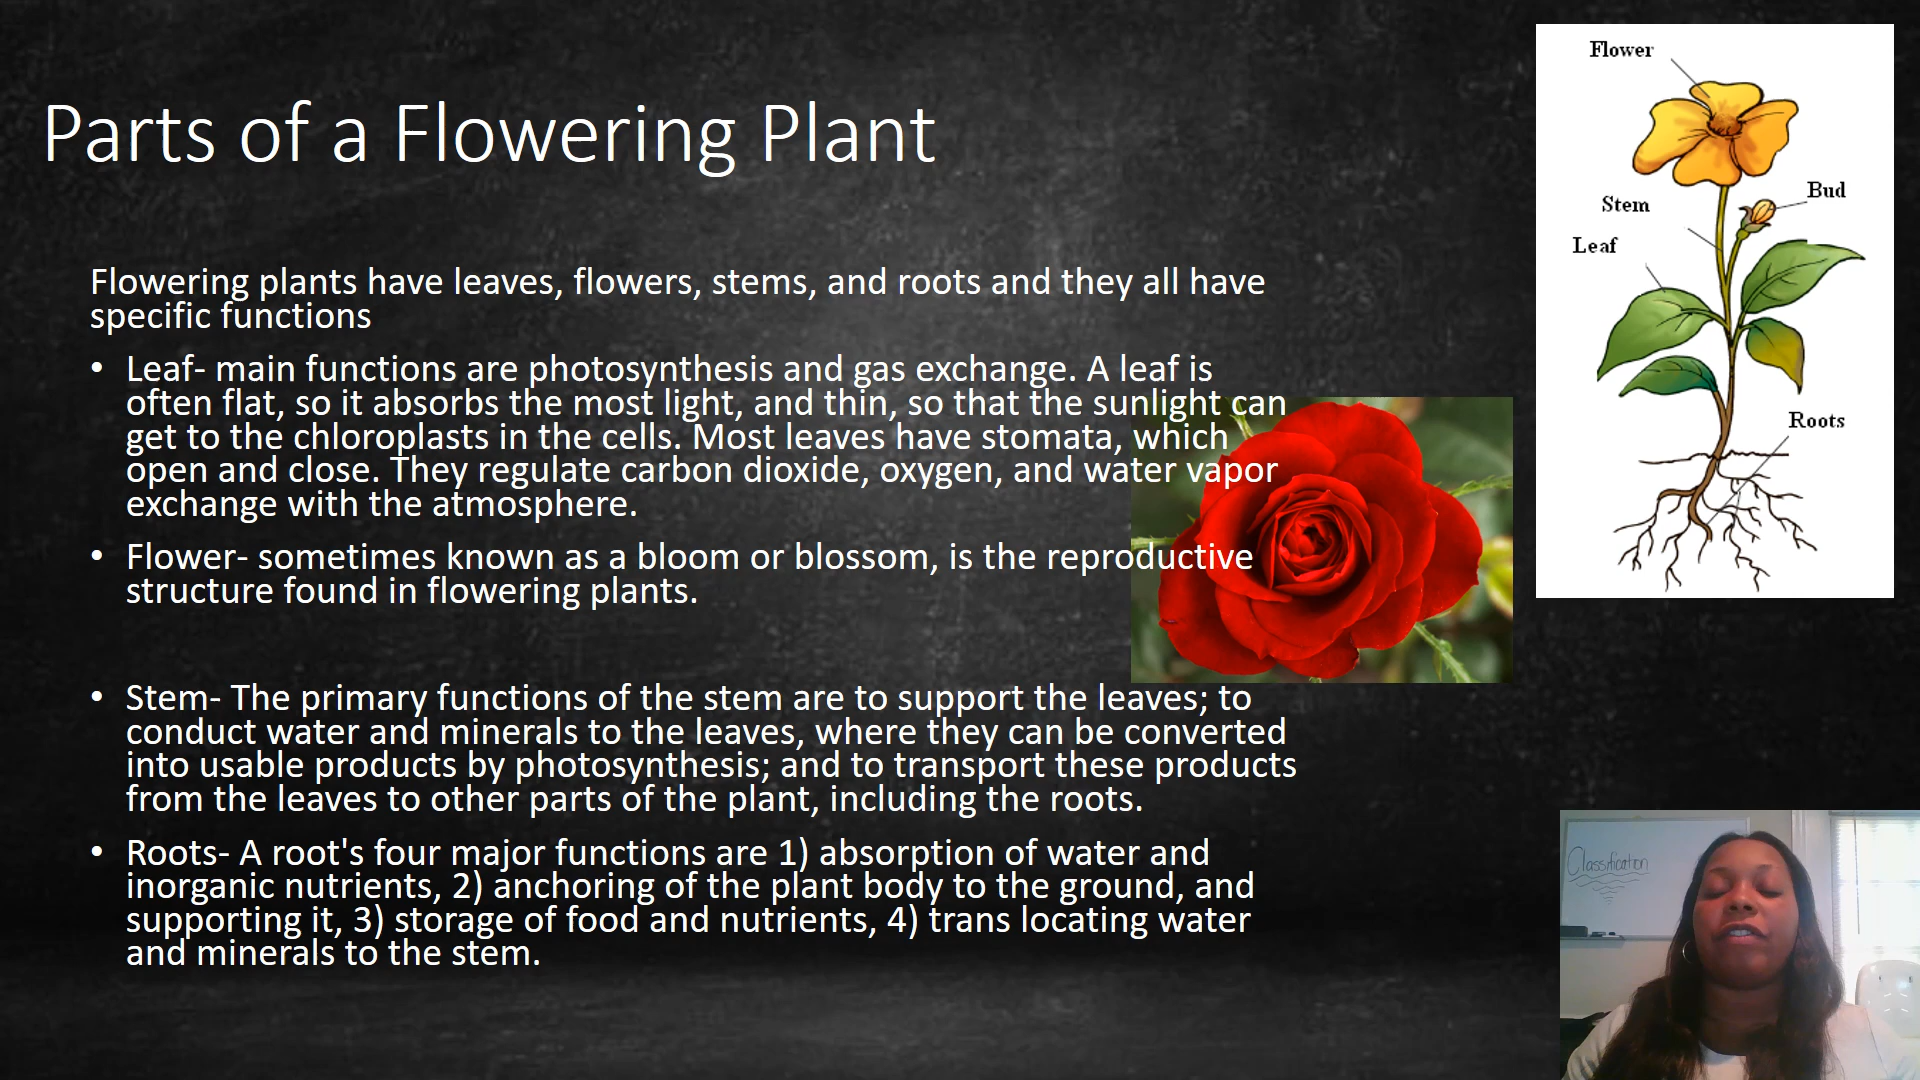 Parts of a Flowering Plant
Flowering plants have leaves, flowers, stems, and roots and they all have
specific functions
• Leaf- main functions are photosynthesis and gas exchange. A leaf is
often flat, so it absorbs the most light, and thin, so that the sunlight can
get to the chloroplasts in the cells. Most leaves have stomata, which
open and close. They regulate carbon dioxide, oxygen, and water vapor
exchange with the atmosphere.
• Flower- sometimes known as a bloom or blossom, is the reproductive
structure found in flowering plants.
• Stem- The primary functions of the stem are to support the leaves; to
conduct water and minerals to the leaves, where they can be converted
into usable products by photosynthesis; and to transport these products
from the leaves to other parts of the plant, including the roots.
• Roots- A root's four major functions are 1) absorption of water and
inorganic nutrients, 2) anchoring of the plant body to the ground, and
supporting it, 3) storage of food and nutrients, 4) trans locating water
and minerals to the stem.
Flower
Bud
Stem
Leaf
Roots
Classification